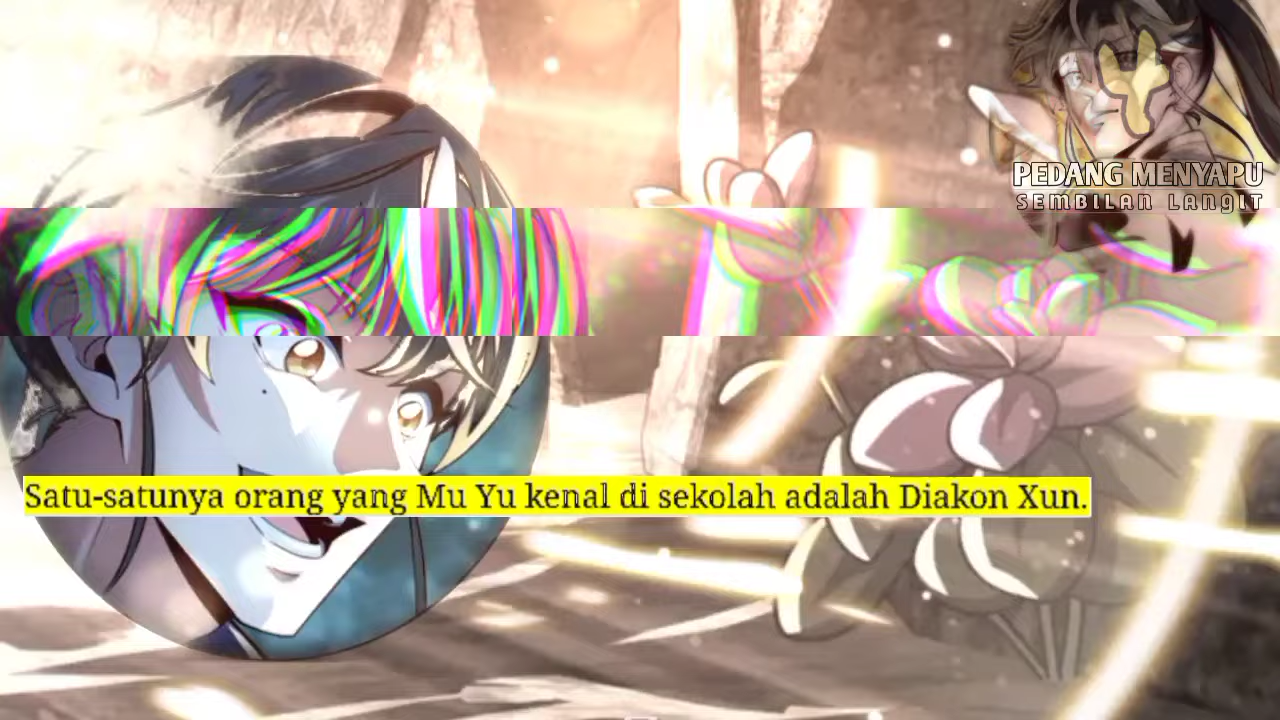 PEDANG MENYAPU
SEMBILAN LANGIT
Satu-satunya orang yang Mu Yu kenal di sekolah adalah Diakon Xun.